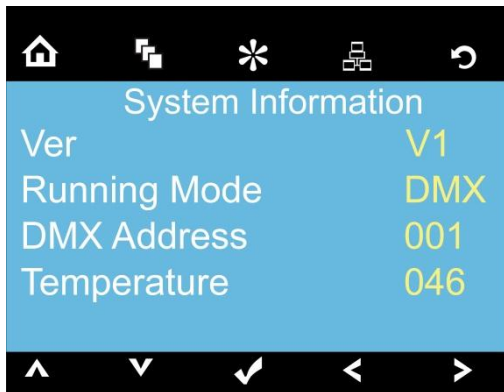 System Information
Ver V1
Running Mode DMX
DMX Address 001
Temperature 046